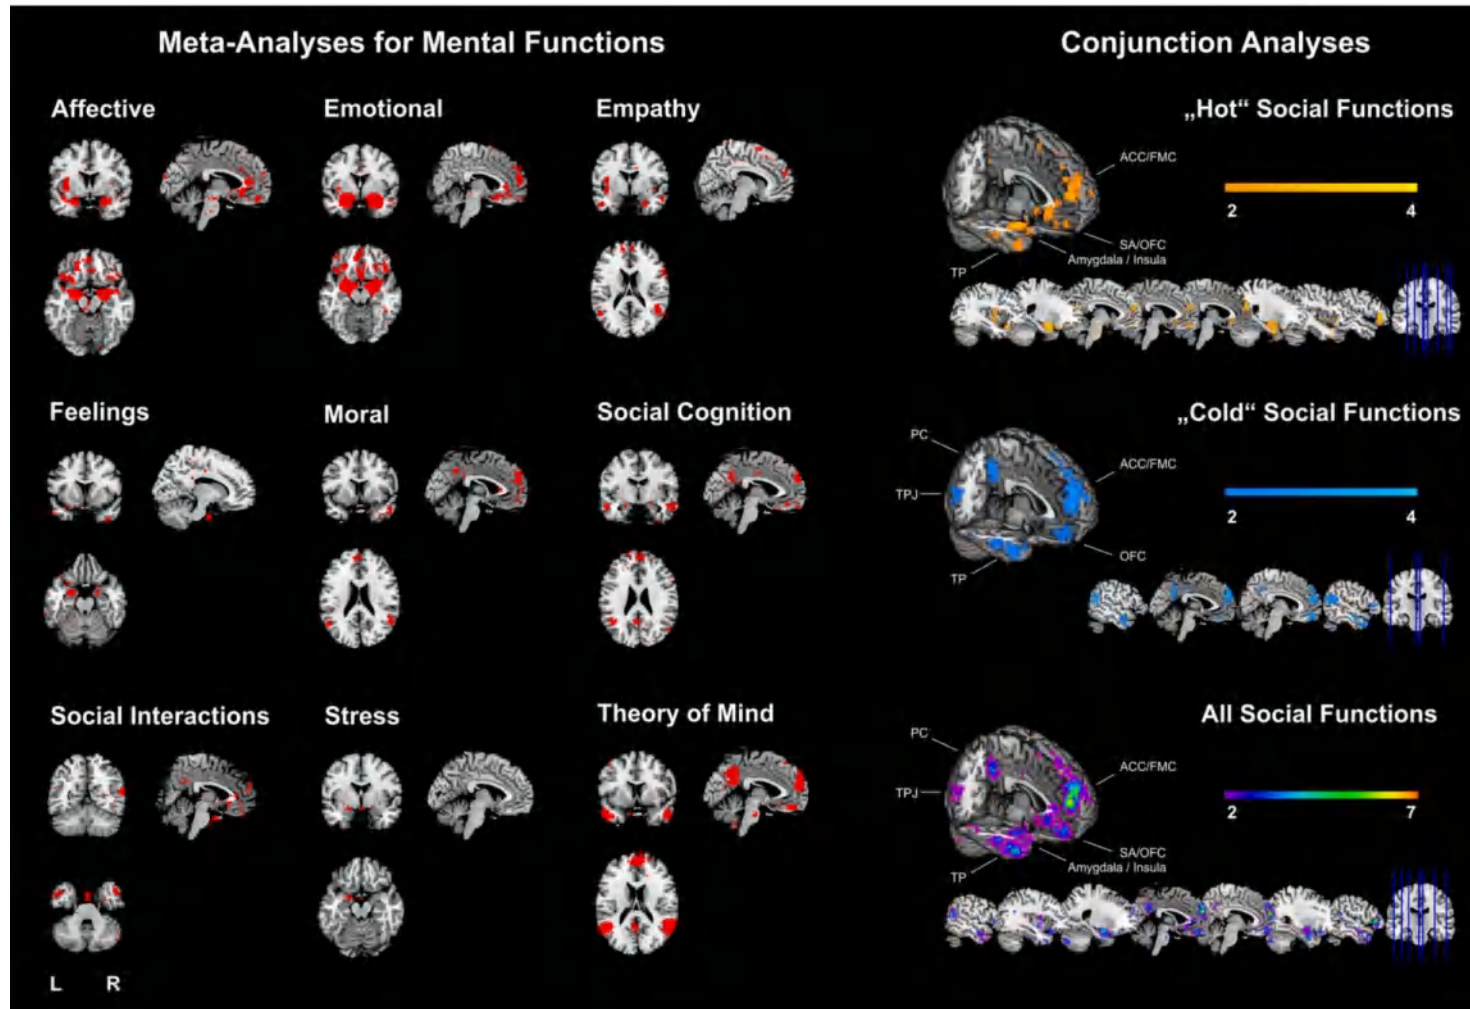 Meta-Analyses for Mental Functions
Conjunction Analyses
Affective
Emotional
Empathy
„Hot“ Social Functions
ACC/FMC
2 4
SA/OFC
Amygdala / Insula
TP
Feelings
Moral
Social Cognition
„Cold“ Social Functions
PC
ACC/FMC
TPJ
2 4
OFC
TP
Social Interactions
Stress
Theory of Mind
All Social Functions
PC
ACC/FMC
TPJ
2 7
SA/OFC
Amygdala / Insula
TP
L R